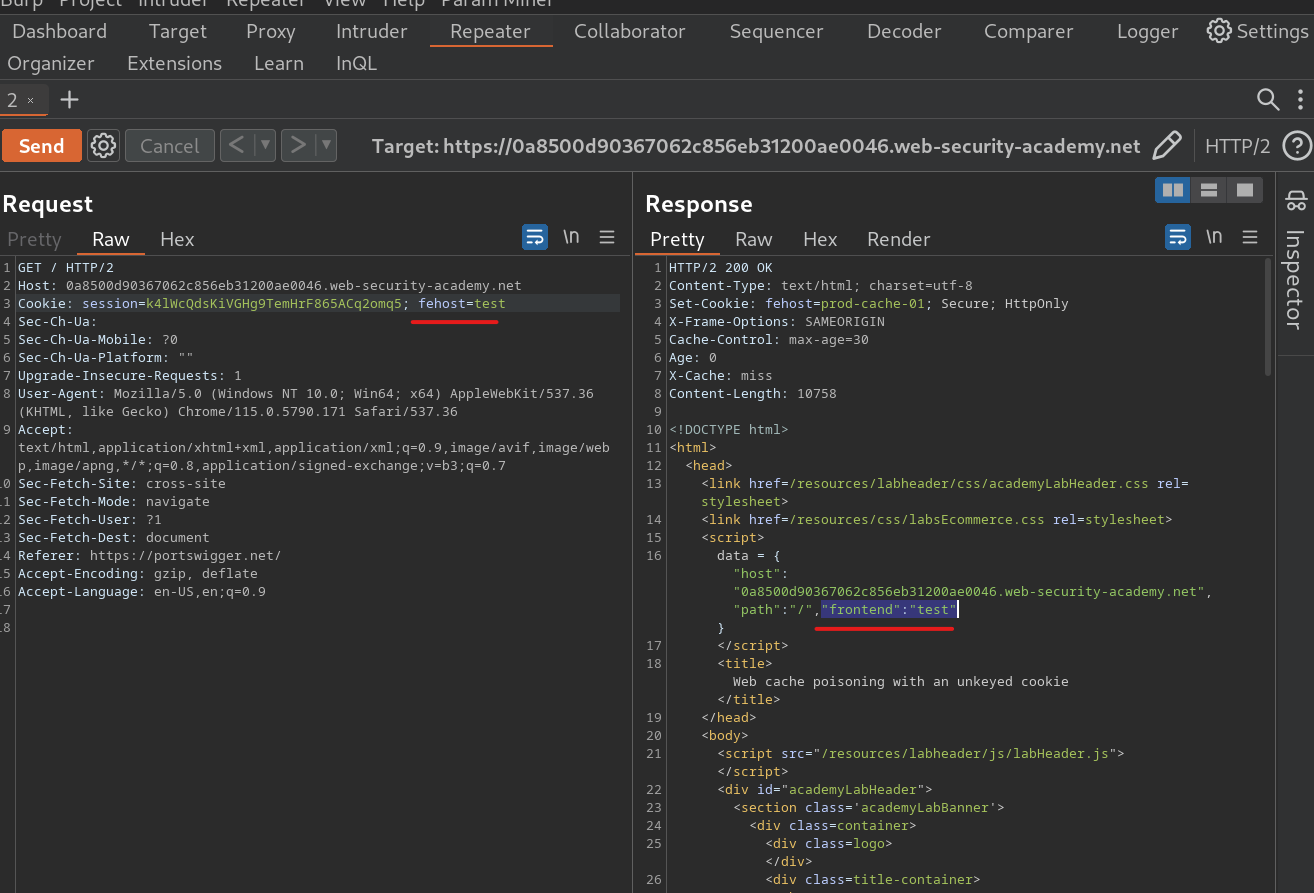 Burp Project Intruder Repeater View Help Param Miner
Dashboard Target Proxy Intruder Repeater Collaborator Sequencer Decoder Comparer Logger Settings
Organizer Extensions Learn InQL
2 × +
Send Cancel < > Target: https://0a8500d90367062c856eb31200ae0046.web-security-academy.net HTTP/2 ?
Request
Pretty Raw Hex \n
1 GET / HTTP/2
2 Host: 0a8500d90367062c856eb31200ae0046.web-security-academy.net
3 Cookie: session=k4lWcQdsKiVGHg9TemHrF865ACq2omq5; fehost=test
4 Sec-Ch-Ua:
5 Sec-Ch-Ua-Mobile: ?0
6 Sec-Ch-Ua-Platform: ""
7 Upgrade-Insecure-Requests: 1
8 User-Agent: Mozilla/5.0 (Windows NT 10.0; Win64; x64) AppleWebKit/537.36
(KHTML, like Gecko) Chrome/115.0.5790.171 Safari/537.36
9 Accept:
text/html,application/xhtml+xml,application/xml;q=0.9,image/avif,image/web
p,image/apng,*/*;q=0.8,application/signed-exchange;v=b3;q=0.7
0 Sec-Fetch-Site: cross-site
1 Sec-Fetch-Mode: navigate
2 Sec-Fetch-User: ?1
3 Sec-Fetch-Dest: document
4 Referer: https://portswigger.net/
5 Accept-Encoding: gzip, deflate
6 Accept-Language: en-US,en;q=0.9
7
8
Response
Pretty Raw Hex Render \n
1 HTTP/2 200 OK
2 Content-Type: text/html; charset=utf-8
3 Set-Cookie: fehost=prod-cache-01; Secure; HttpOnly
4 X-Frame-Options: SAMEORIGIN
5 Cache-Control: max-age=30
6 Age: 0
7 X-Cache: miss
8 Content-Length: 10758
9
10 <!DOCTYPE html>
11 <html>
12 <head>
13 <link href=/resources/labheader/css/academyLabHeader.css rel=
stylesheet>
14 <link href=/resources/css/labsEcommerce.css rel=stylesheet>
15 <script>
16 data = {
"host":
"0a8500d90367062c856eb31200ae0046.web-security-academy.net",
"path":"/","frontend":"test"
}
17 </script>
18 <title>
Web cache poisoning with an unkeyed cookie
</title>
19 </head>
20 <body>
21 <script src="/resources/labheader/js/labHeader.js">
</script>
22 <div id="academyLabHeader">
23 <section class='academyLabBanner'>
24 <div class=container>
25 <div class=logo>
</div>
26 <div class=title-container>
Inspector